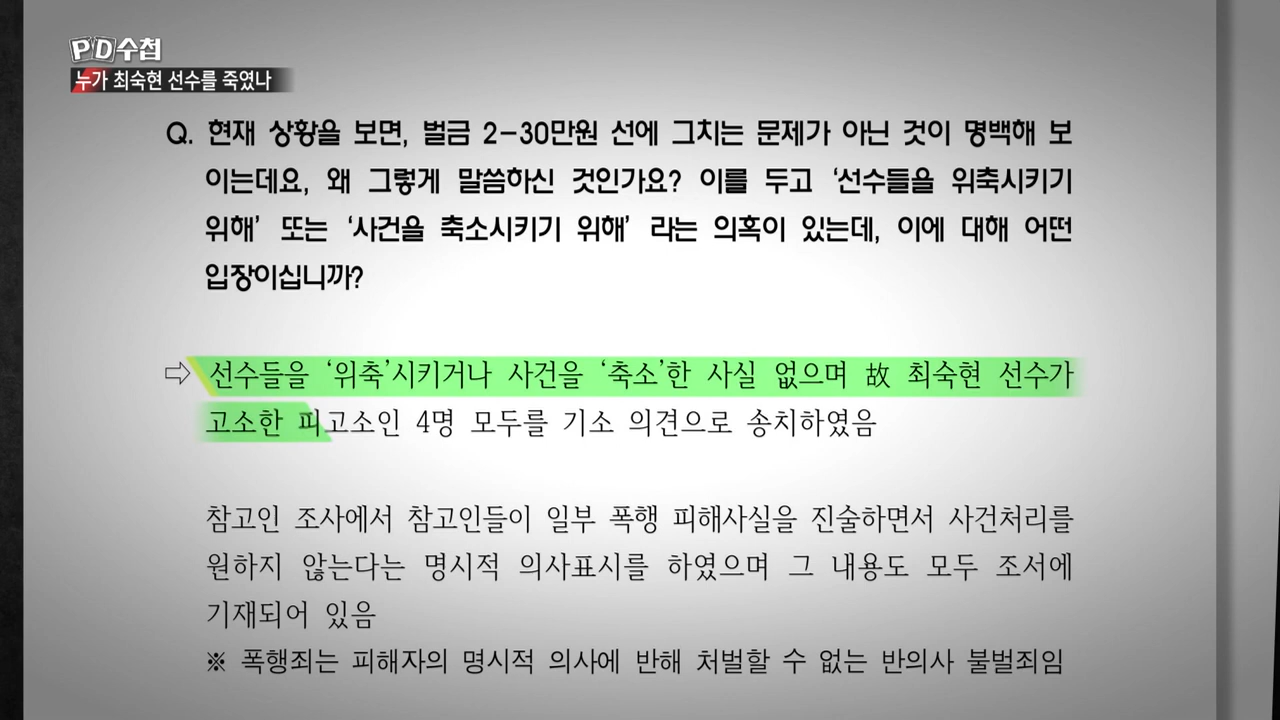 PD수첩
누가 최숙현 선수를 죽였나
Q. 현재 상황을 보면, 벌금 2-30만원 선에 그치는 문제가 아닌 것이 명백해 보
이는데요, 왜 그렇게 말씀하신 것인가요? 이를 두고 ‘선수들을 위축시키기
위해’ 또는 ‘사건을 축소시키기 위해’ 라는 의혹이 있는데, 이에 대해 어떤
입장이십니까?
⇨ 선수들을 ‘위축’시키거나 사건을 ‘축소’한 사실 없으며 故 최숙현 선수가
고소한 피고소인 4명 모두를 기소 의견으로 송치하였음
참고인 조사에서 참고인들이 일부 폭행 피해사실을 진술하면서 사건처리를
원하지 않는다는 명시적 의사표시를 하였으며 그 내용도 모두 조서에
기재되어 있음
※ 폭행죄는 피해자의 명시적 의사에 반해 처벌할 수 없는 반의사 불벌죄임